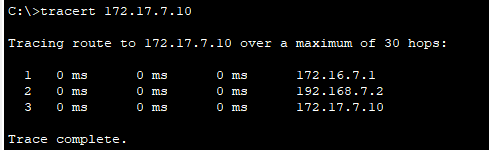 C:\>tracert 172.17.7.10
Tracing route to 172.17.7.10 over a maximum of 30 hops:
1 0 ms 0 ms 0 ms 172.16.7.1
2 0 ms 0 ms 0 ms 192.168.7.2
3 0 ms 0 ms 0 ms 172.17.7.10
Trace complete.